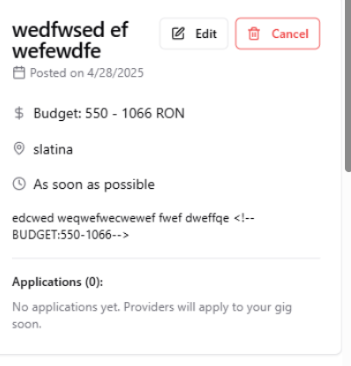 wedfwsed ef
wefewdfe
Edit
Cancel
Posted on 4/28/2025
$ Budget: 550 - 1066 RON
slatina
As soon as possible
edcwed weqwefwecwewef fwef dweffqe <!--
BUDGET:550-1066-->
Applications (0):
No applications yet. Providers will apply to your gig
soon.